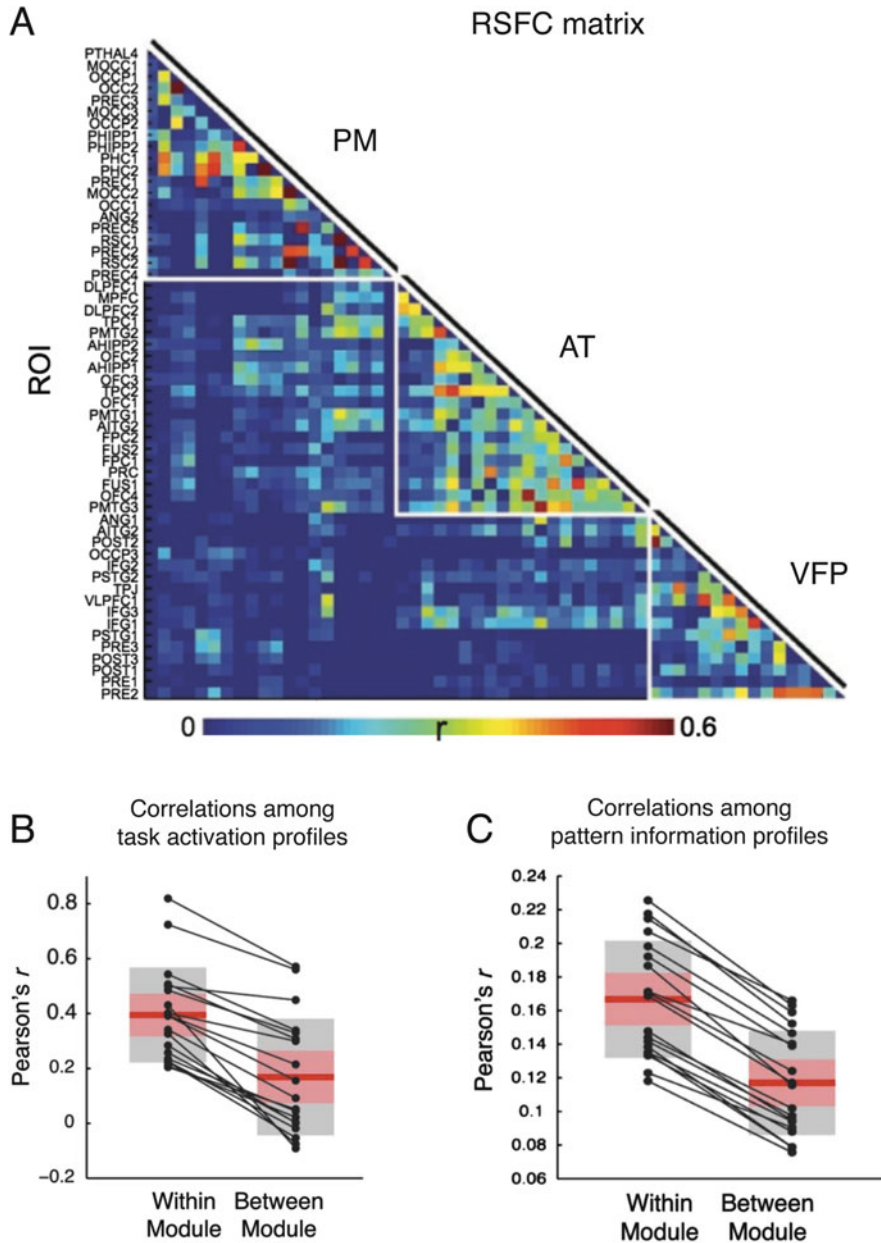 A
RSFC matrix
PTHAL4
MOCC1
OCCP1
OCC2
PREC3
MOCC3
OCCP2
PHIPP1
PHIPP2
PHC1
PHC2
PREC1
MOCC2
OCC1
ANG2
PREC5
RSC1
PREC2
RSC2
PREC4
DLPFC1
MPFC
DLPFC2
TPC1
PMTG2
AHIPP2
OFC2
AHIPP1
OFC3
TPC2
OFC1
PMTG1
AITG2
FPC2
FUS2
FPC1
PRC
FUS1
OFC4
PMTG3
ANG1
AITG2
POST2
OCCP3
IFG2
PSTG2
TPJ
VLPFC1
IFG3
IFG1
PSTG1
PRE3
POST3
POST1
PRE1
PRE2
ROI
PM
AT
VFP
0
r
0.6
B
Correlations among
task activation profiles
Pearson's r
0.8
0.6
0.4
0.2
0
−0.2
Within
Module
Between
Module
C
Correlations among
pattern information profiles
Pearson's r
0.24
0.22
0.2
0.18
0.16
0.14
0.12
0.1
0.08
0.06
Within
Module
Between
Module